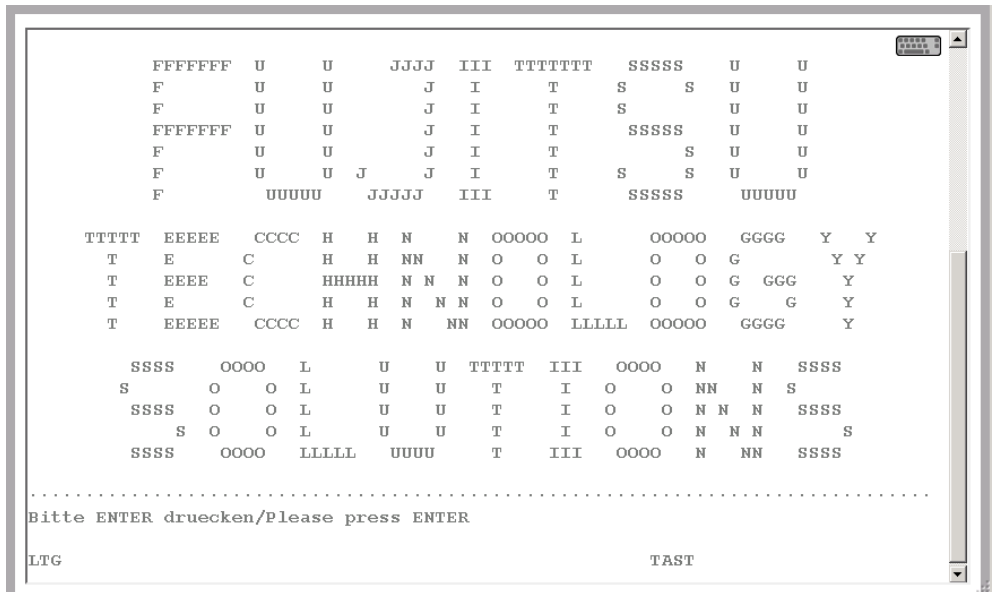 FUJITSU
TECHNOLOGY
SOLUTIONS
Bitte ENTER druecken/Please press ENTER
LTG TAST